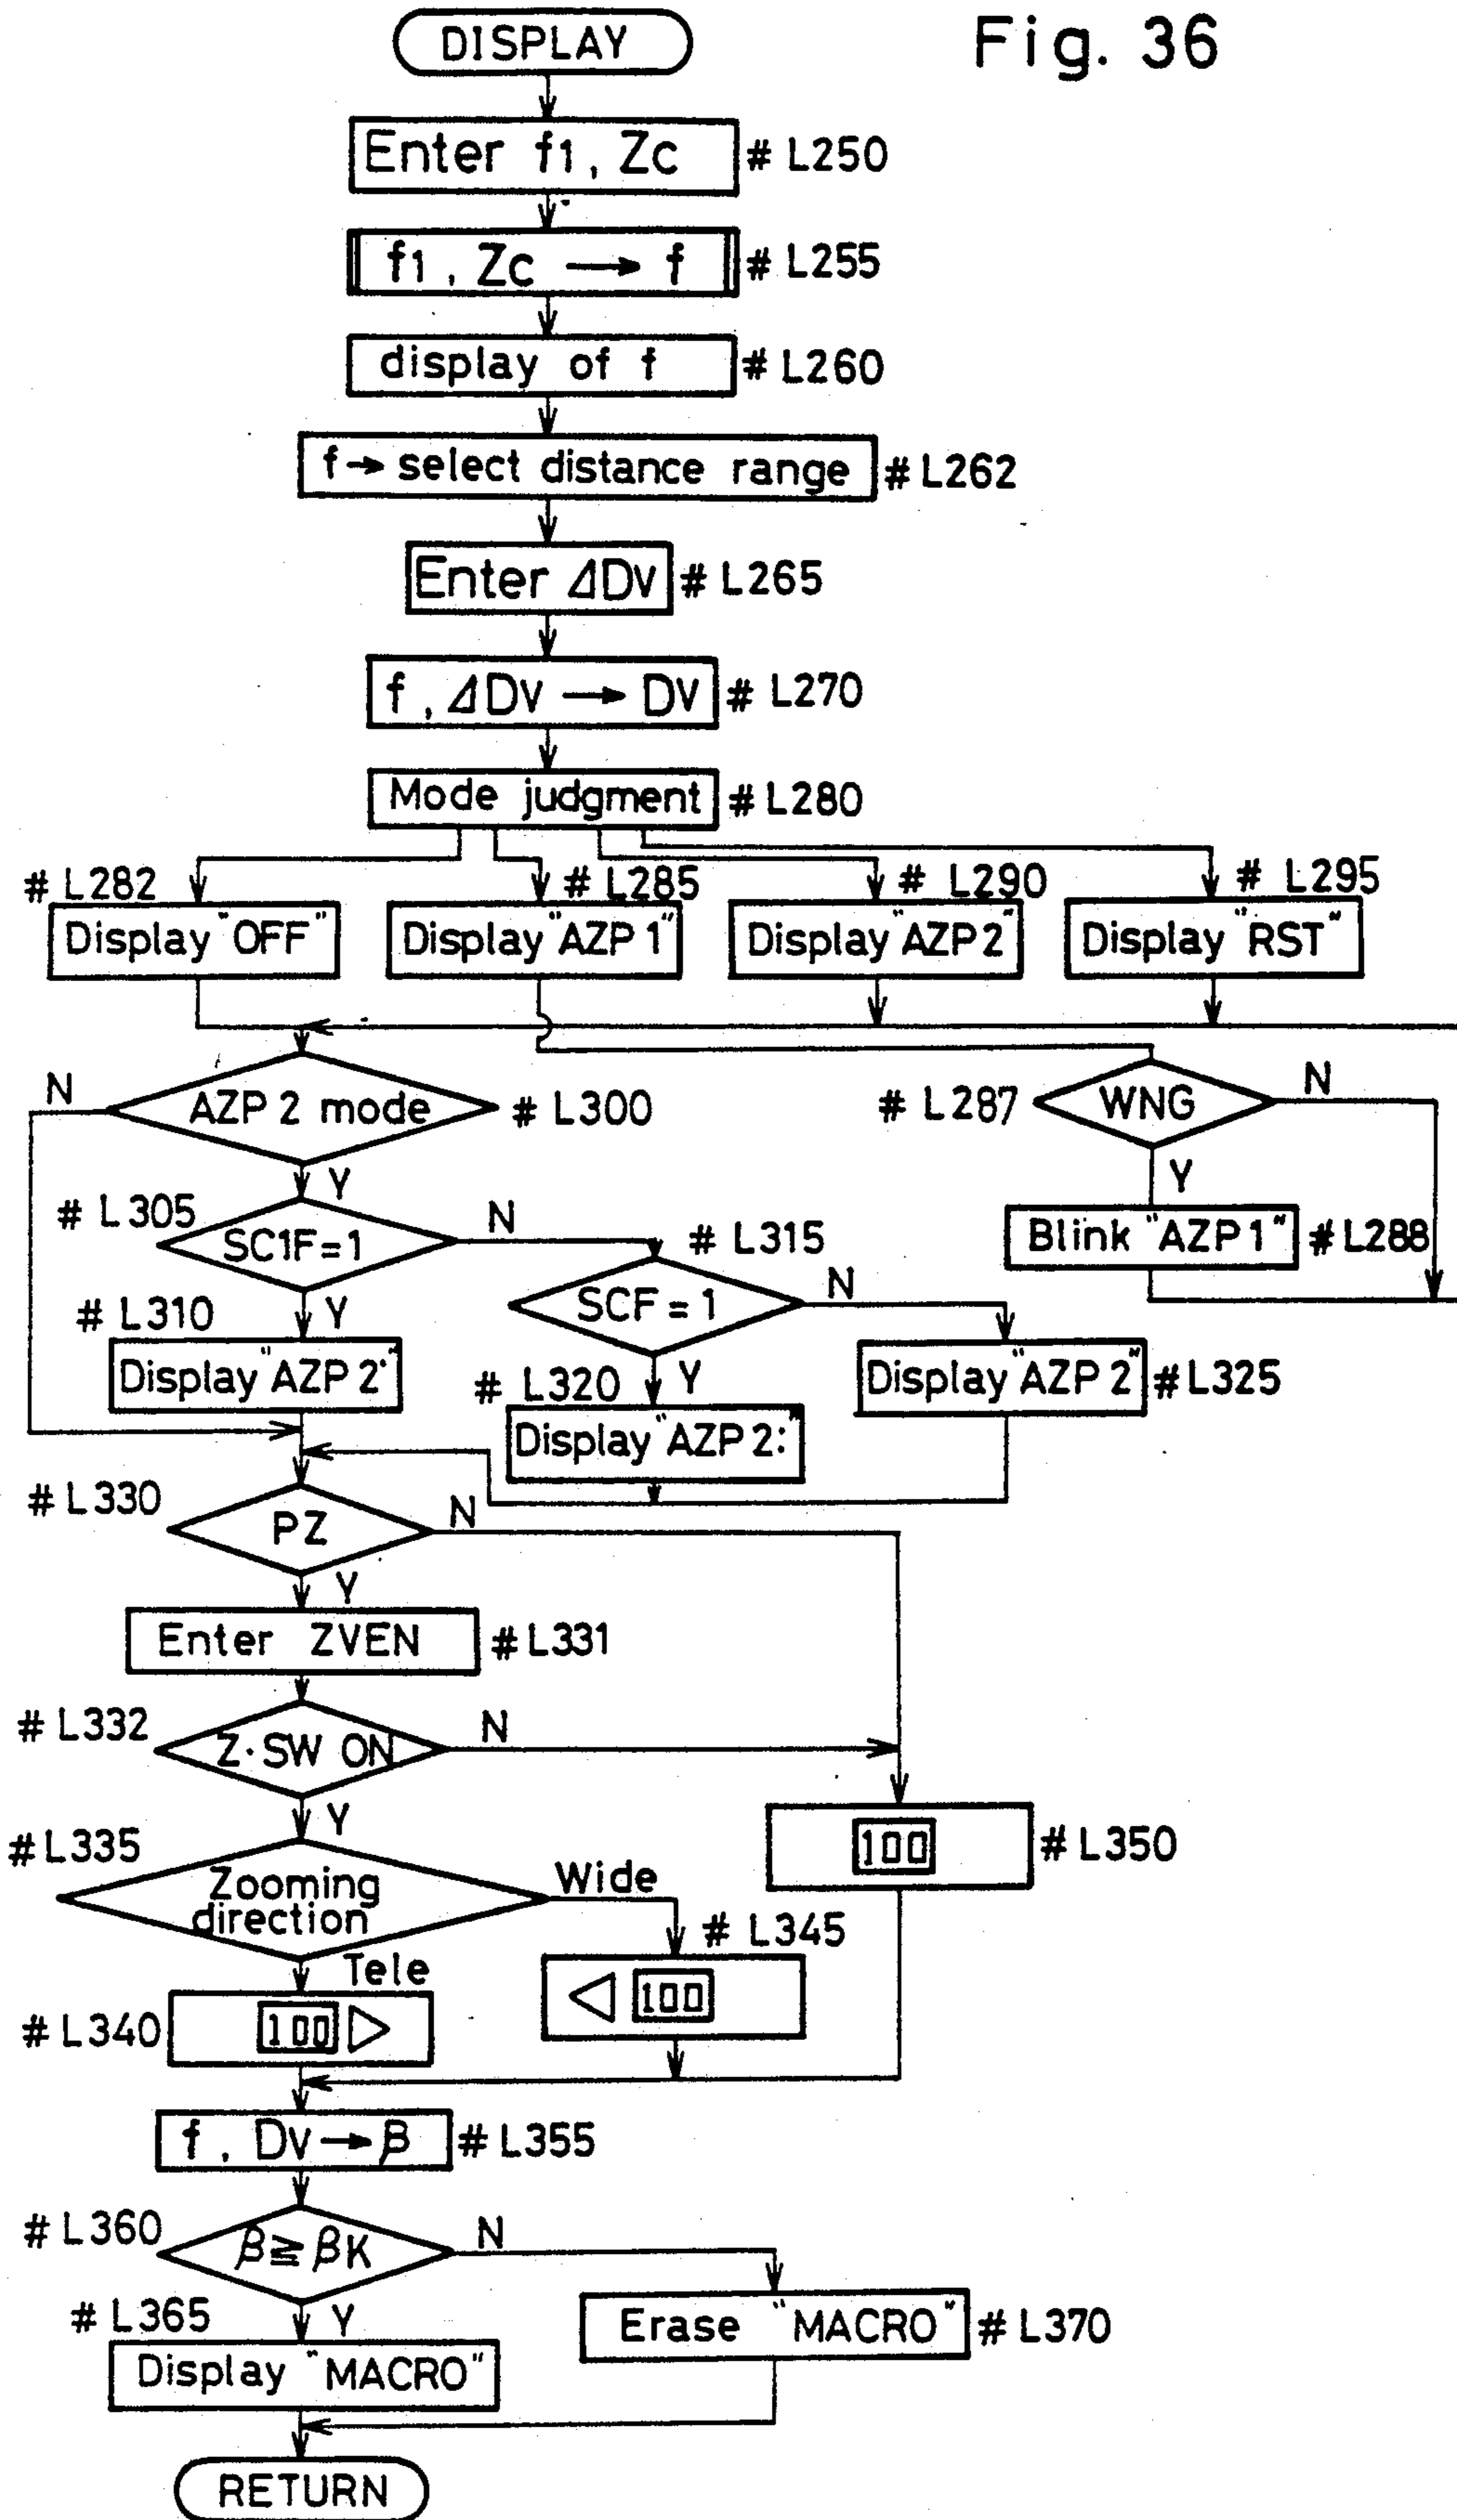 Fig. 36
DISPLAY
Enter f1, Zc # L250
f1, Zc → f # L255
display of f # L260
f→ select distance range # L262
Enter ΔDv # L265
f, ΔDv → Dv # L270
Mode judgment # L280
# L282
# L285
# L290
# L295
Display "OFF"
Display "AZP 1"
Display "AZP 2"
Display "RST"
N
AZP 2 mode # L300
# L287 WNG N
Y
Y
# L305 SC1F=1 N
# L315
Blink "AZP 1" # L288
SCF = 1 N
# L310 Y
Display "AZP 2˙"
# L320 Y
Display "AZP 2" # L325
Display "AZP 2:"
# L330
PZ N
Y
Enter ZVEN # L331
# L332 Z·SW ON N
Y
# L335
Zooming
direction
Wide
100 # L350
# L345
◁ 100
Tele
# L340 100 ▷
f, Dv → β # L355
# L360 β ≧ βK N
# L365 Y
Erase "MACRO" # L370
Display "MACRO"
RETURN